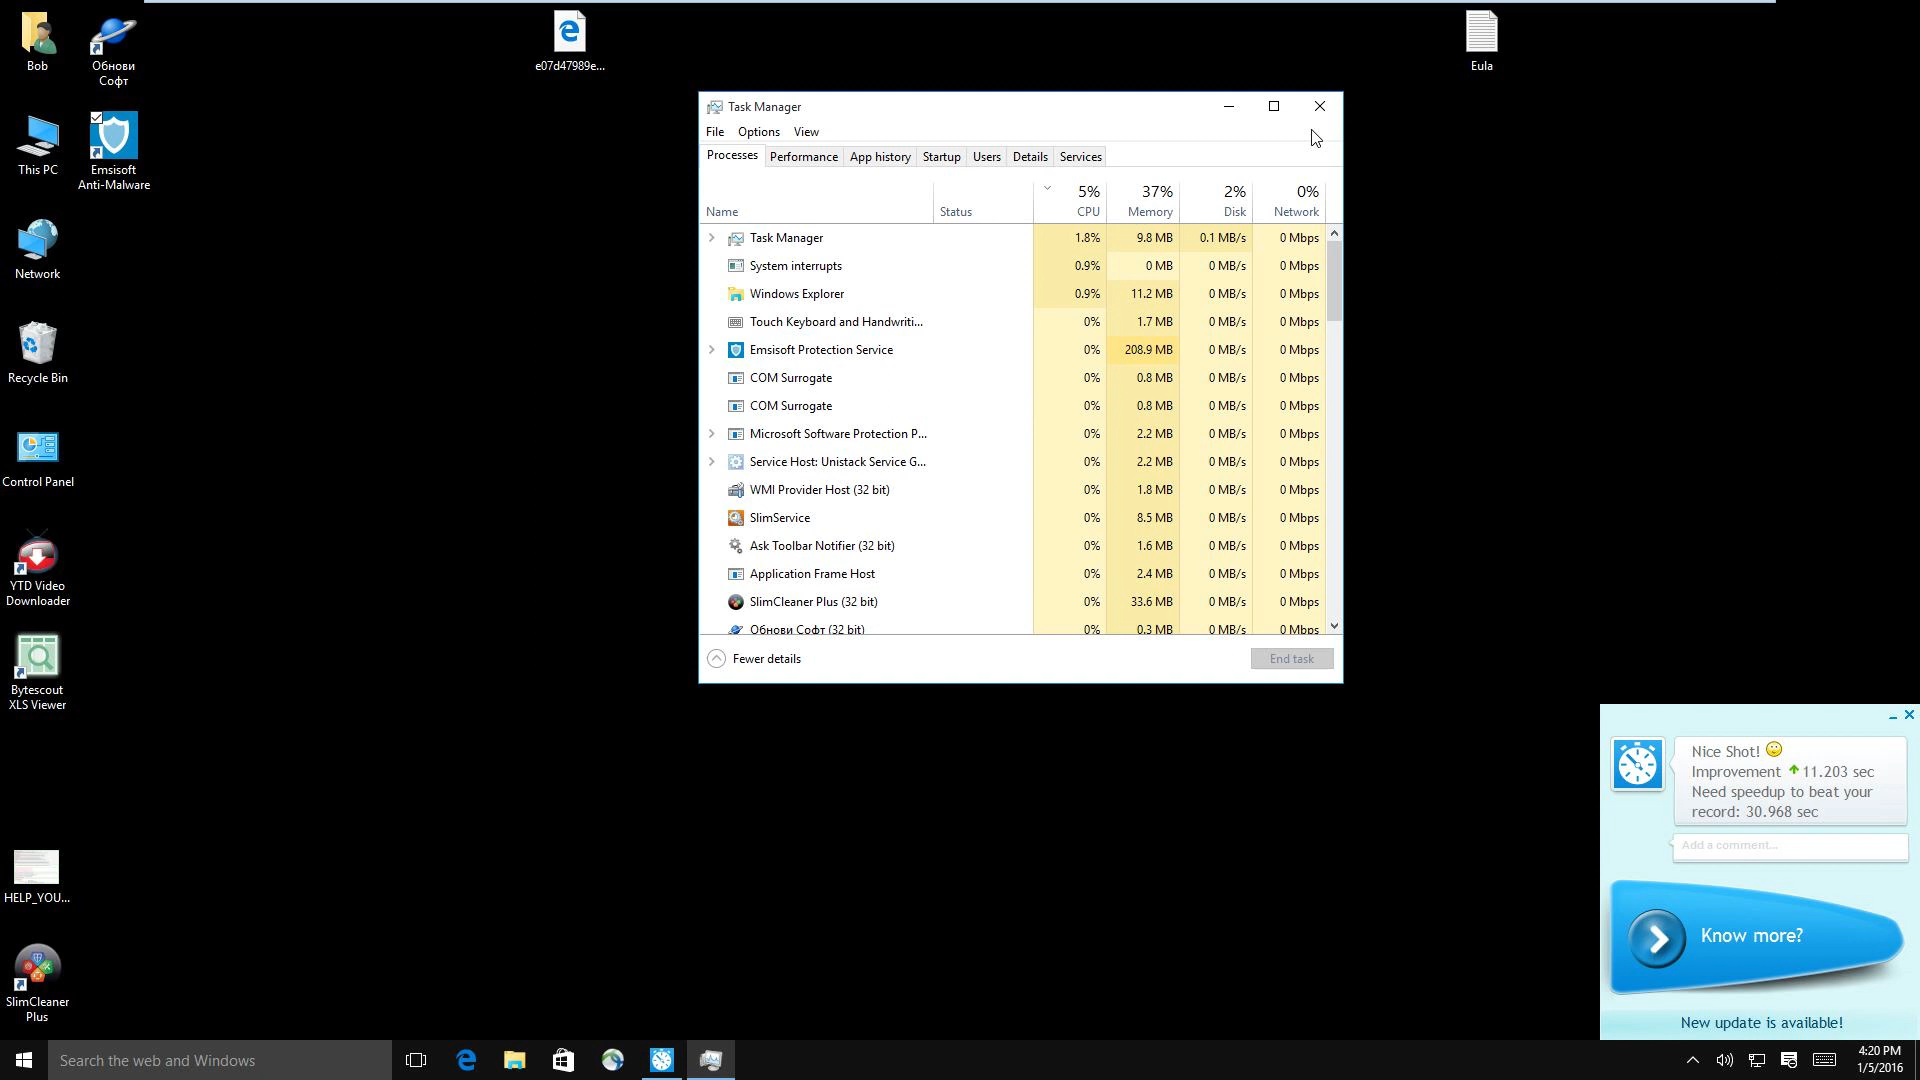 Bob
Обнови
Софт
e07d47989e...
Eula
This PC
Emsisoft
Anti-Malware
Network
Recycle Bin
Control Panel
YTD Video
Downloader
Bytescout
XLS Viewer
HELP_YOU...
SlimCleaner
Plus
Task Manager
File Options View
Processes Performance App history Startup Users Details Services
5% 37% 2% 0%
Name Status CPU Memory Disk Network
Task Manager 1.8% 9.8 MB 0.1 MB/s 0 Mbps
System interrupts 0.9% 0 MB 0 MB/s 0 Mbps
Windows Explorer 0.9% 11.2 MB 0 MB/s 0 Mbps
Touch Keyboard and Handwriti... 0% 1.7 MB 0 MB/s 0 Mbps
Emsisoft Protection Service 0% 208.9 MB 0 MB/s 0 Mbps
COM Surrogate 0% 0.8 MB 0 MB/s 0 Mbps
COM Surrogate 0% 0.8 MB 0 MB/s 0 Mbps
Microsoft Software Protection P... 0% 2.2 MB 0 MB/s 0 Mbps
Service Host: Unistack Service G... 0% 2.2 MB 0 MB/s 0 Mbps
WMI Provider Host (32 bit) 0% 1.8 MB 0 MB/s 0 Mbps
SlimService 0% 8.5 MB 0 MB/s 0 Mbps
Ask Toolbar Notifier (32 bit) 0% 1.6 MB 0 MB/s 0 Mbps
Application Frame Host 0% 2.4 MB 0 MB/s 0 Mbps
SlimCleaner Plus (32 bit) 0% 33.6 MB 0 MB/s 0 Mbps
Обнови Софт (32 bit) 0% 0.3 MB 0 MB/s 0 Mbps
Fewer details End task
Nice Shot!
Improvement 11.203 sec
Need speedup to beat your
record: 30.968 sec
Add a comment...
Know more?
New update is available!
Search the web and Windows
4:20 PM
1/5/2016